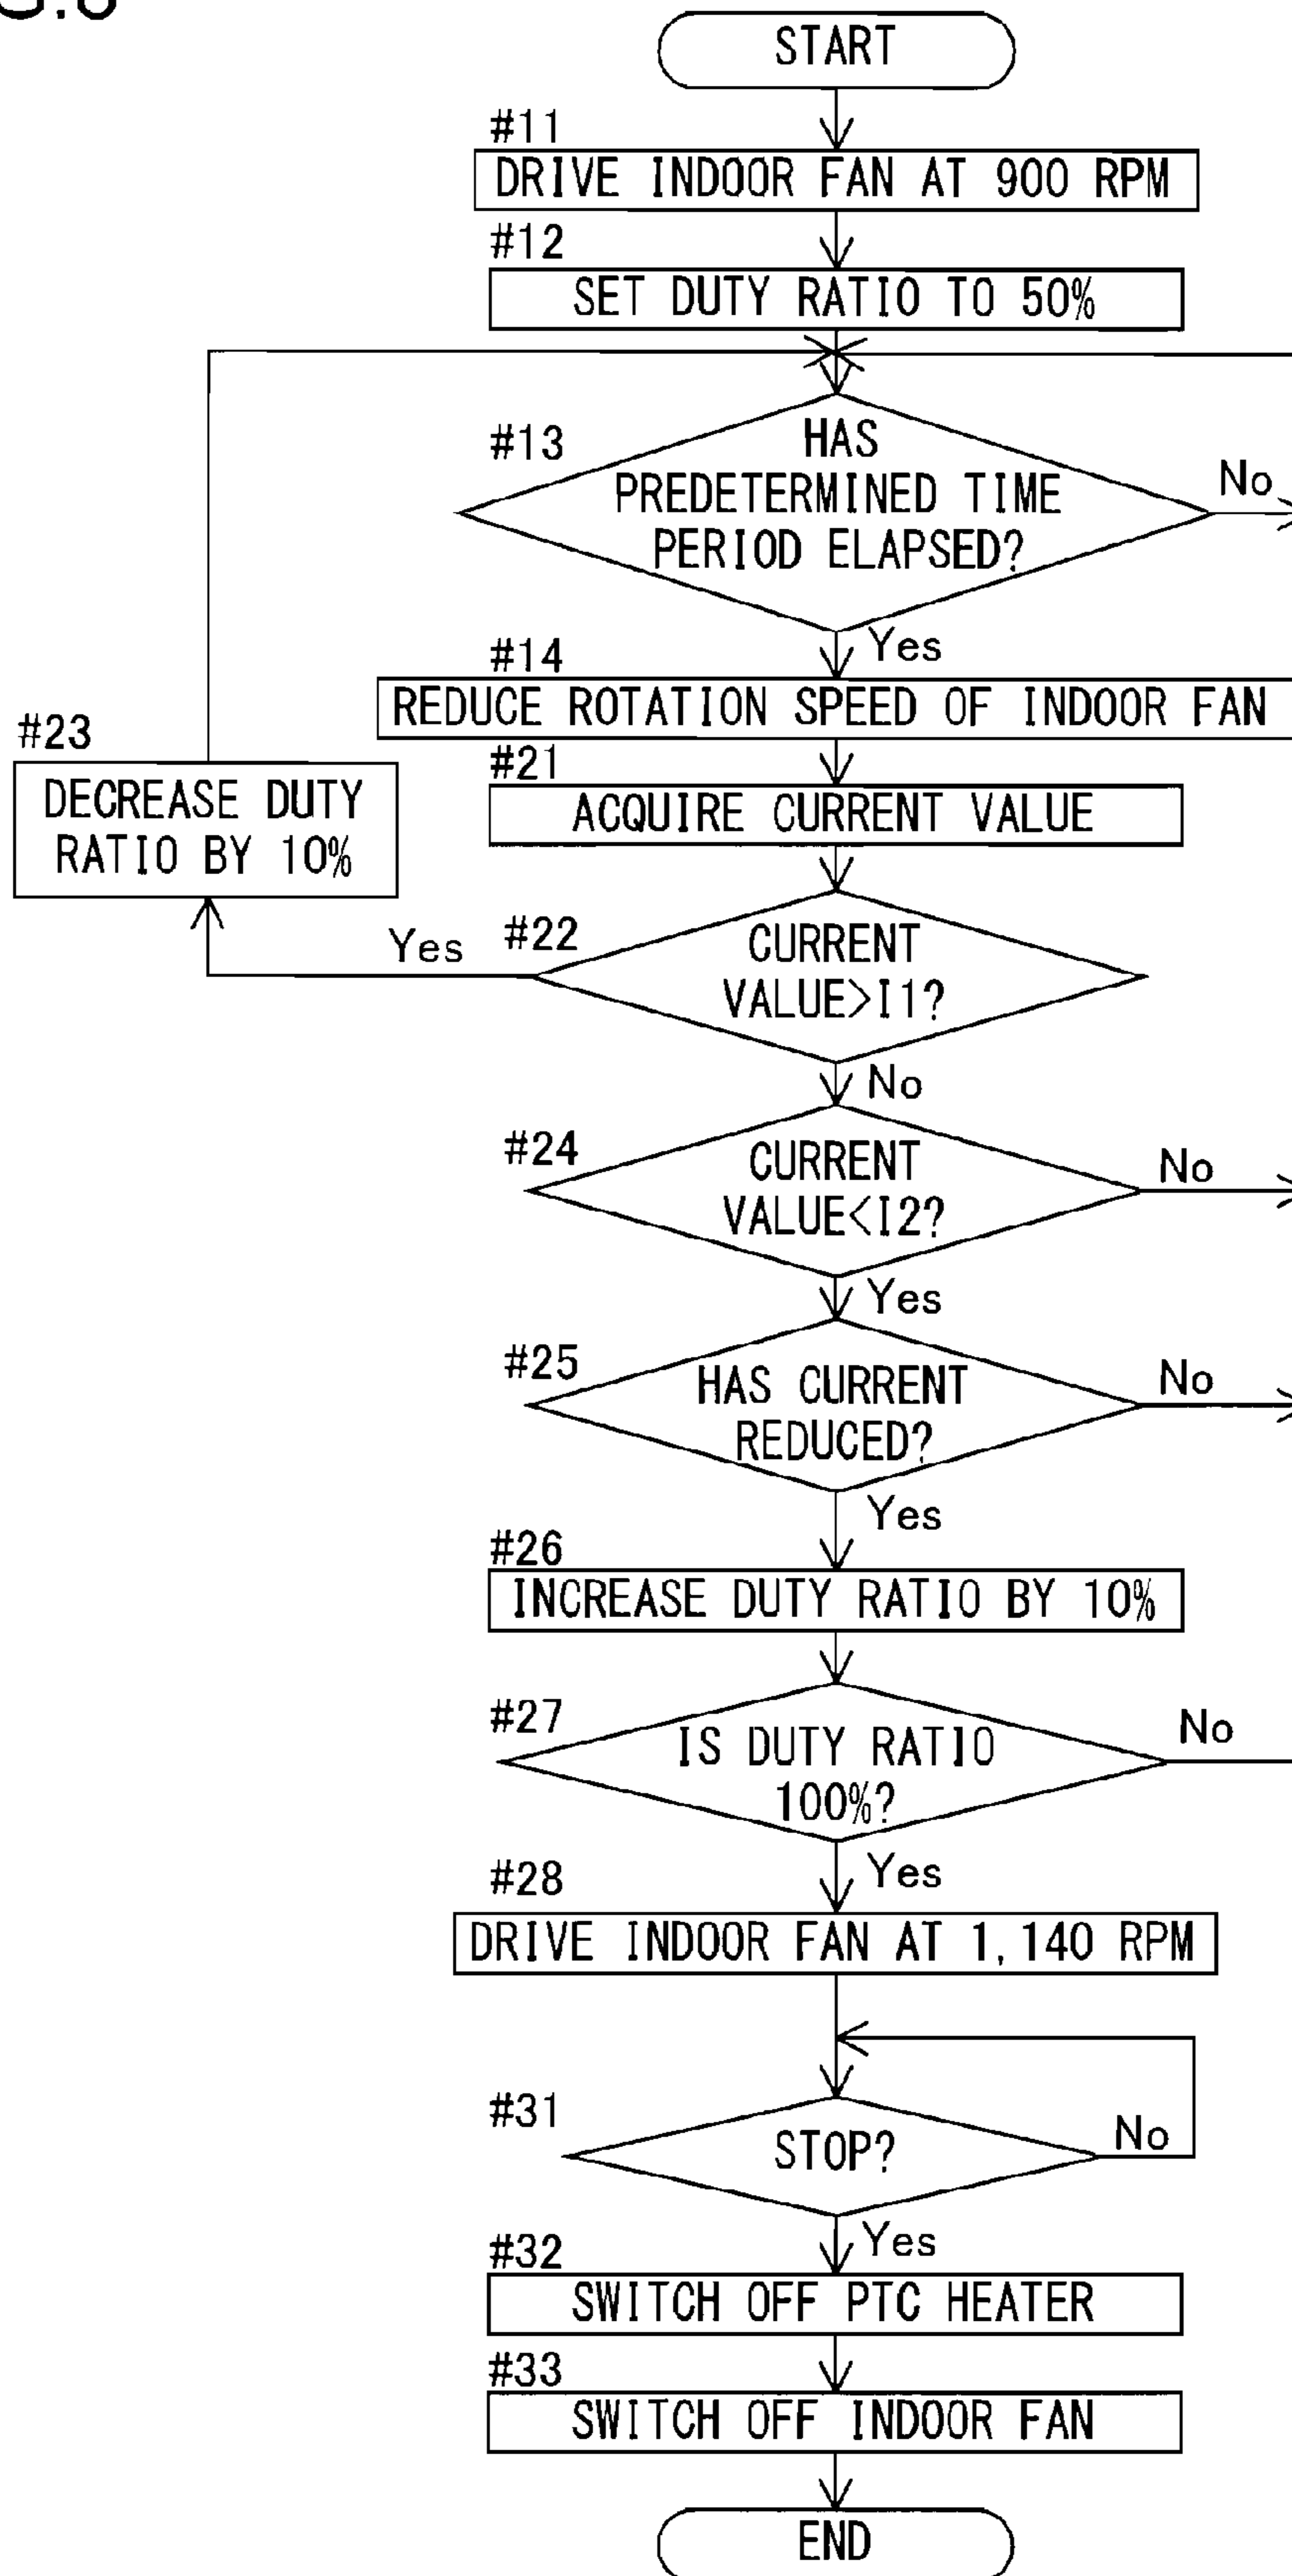 START
#11
DRIVE INDOOR FAN AT 900 RPM
#12
SET DUTY RATIO TO 50%
#13
HAS
PREDETERMINED TIME
PERIOD ELAPSED?
No
Yes
#14
REDUCE ROTATION SPEED OF INDOOR FAN
#23
DECREASE DUTY
RATIO BY 10%
#21
ACQUIRE CURRENT VALUE
Yes
#22
CURRENT
VALUE>I1?
No
#24
CURRENT
VALUE<I2?
No
Yes
#25
HAS CURRENT
REDUCED?
No
Yes
#26
INCREASE DUTY RATIO BY 10%
#27
IS DUTY RATIO
100%?
No
Yes
#28
DRIVE INDOOR FAN AT 1,140 RPM
#31
STOP?
No
Yes
#32
SWITCH OFF PTC HEATER
#33
SWITCH OFF INDOOR FAN
END